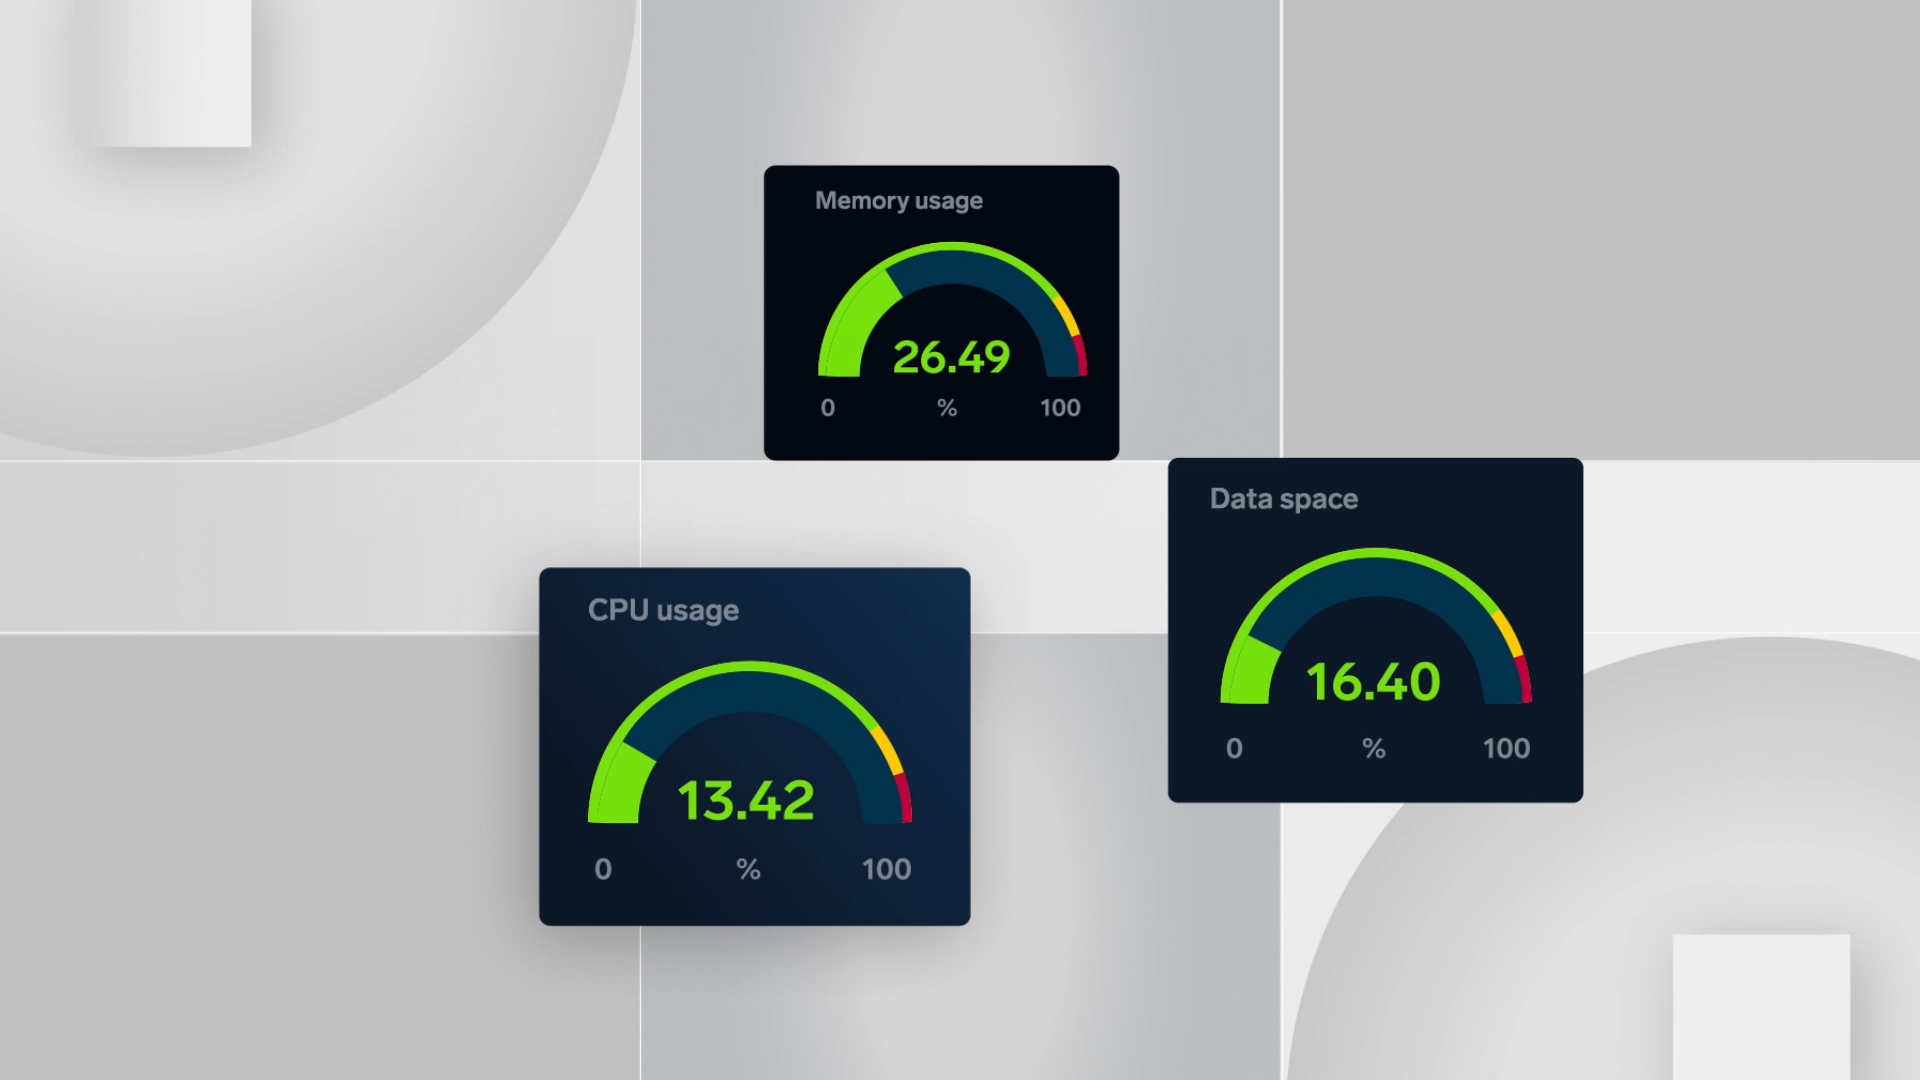 Memory usage
26.49
0 % 100
Data space
16.40
0 % 100
CPU usage
13.42
0 % 100